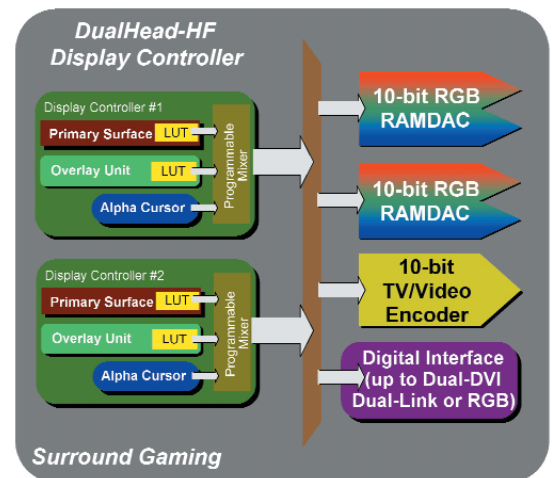 DualHead-HF
Display Controller
Display Controller #1
Primary Surface LUT
Overlay Unit LUT
Alpha Cursor
Programmable
Mixer
Display Controller #2
Primary Surface LUT
Overlay Unit LUT
Alpha Cursor
Programmable
Mixer
10-bit RGB
RAMDAC
10-bit RGB
RAMDAC
10-bit
TV/Video
Encoder
Digital Interface
(up to Dual-DVI
Dual-Link or RGB)
Surround Gaming